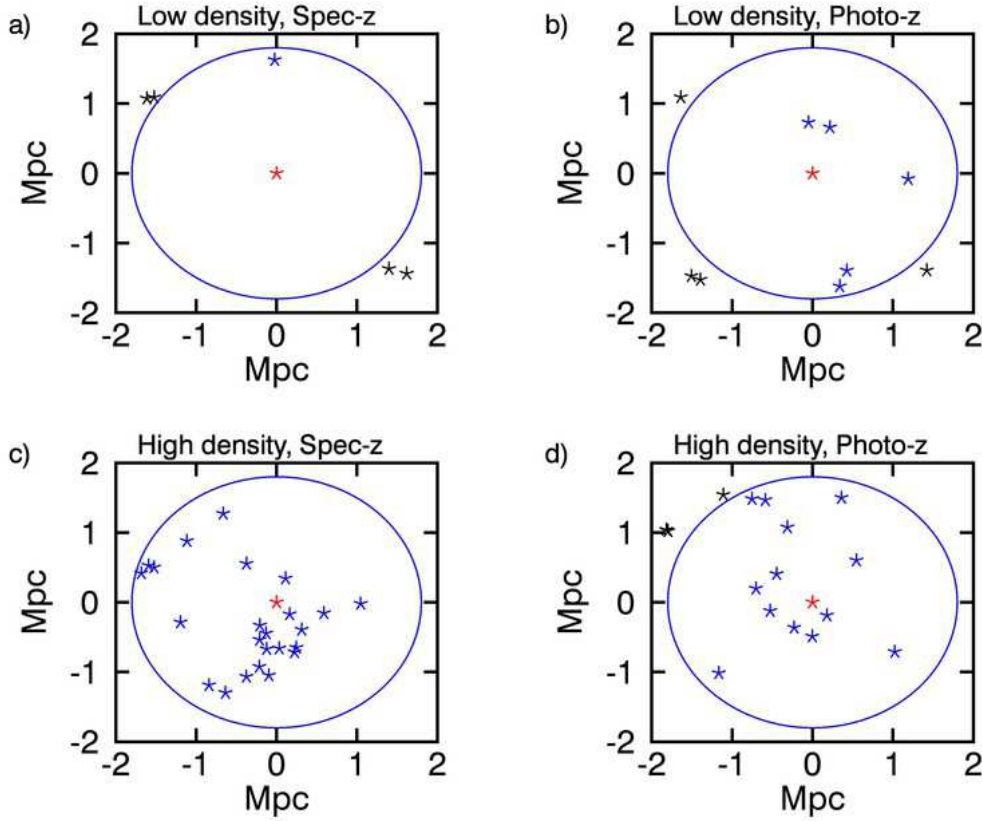 a) Low density, Spec-z
2
1
0
-1
-2
Mpc
-2 -1 0 1 2
Mpc
b) Low density, Photo-z
2
1
0
-1
-2
Mpc
-2 -1 0 1 2
Mpc
c) High density, Spec-z
2
1
0
-1
-2
Mpc
-2 -1 0 1 2
Mpc
d) High density, Photo-z
2
1
0
-1
-2
Mpc
-2 -1 0 1 2
Mpc